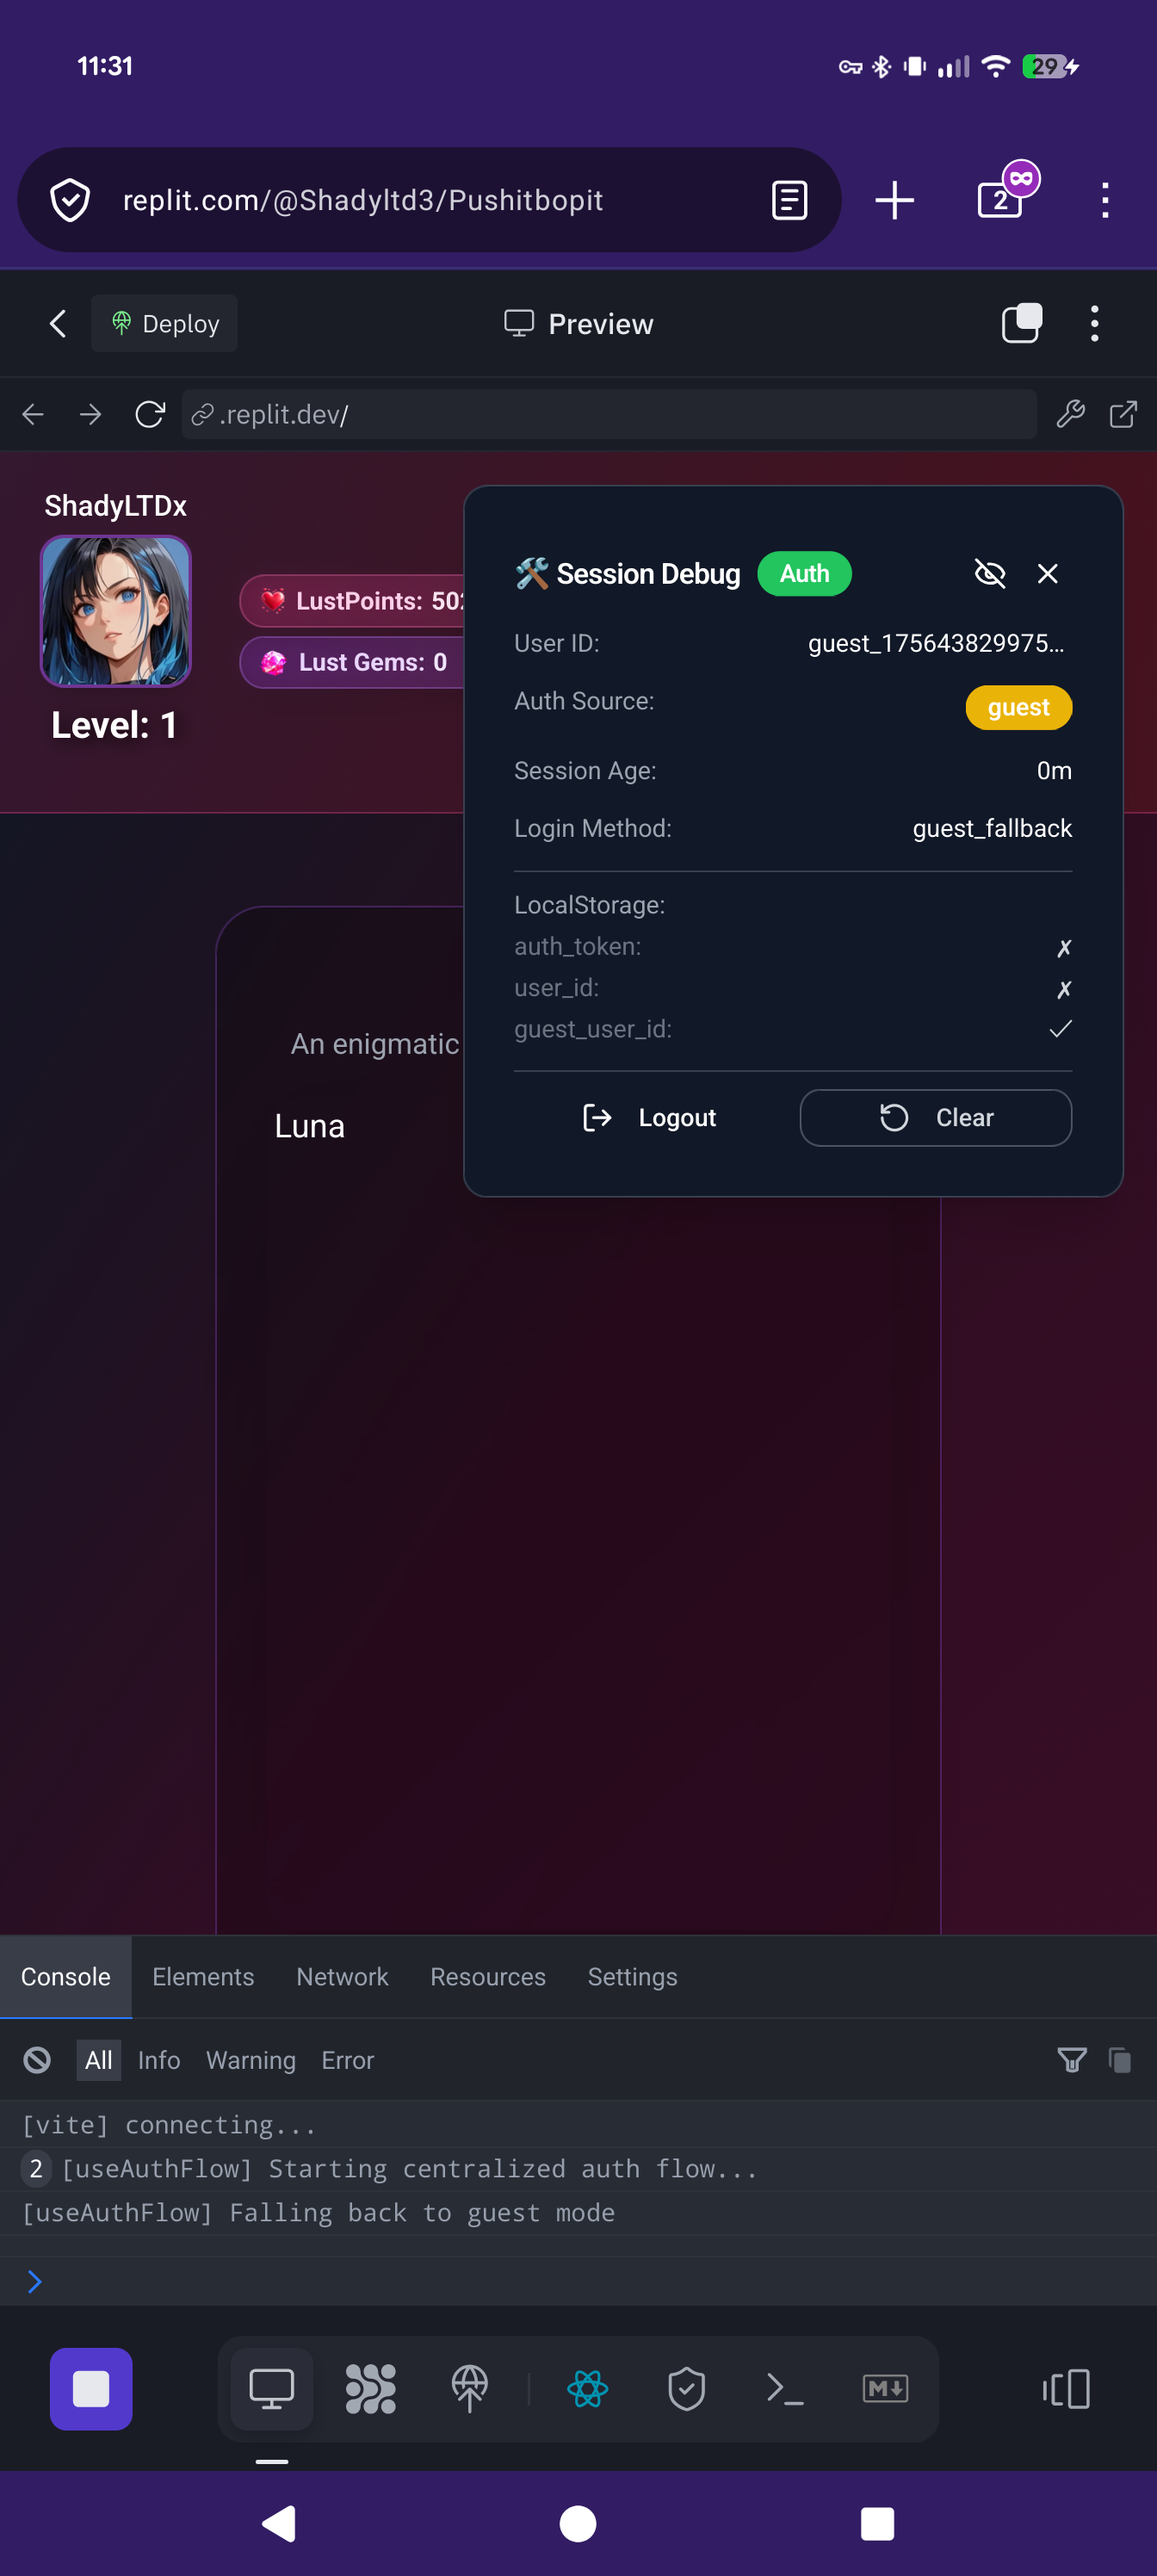 11:31
29
replit.com/@Shadyltd3/Pushitbopit
2
Deploy
Preview
.replit.dev/
ShadyLTDx
LustPoints: 502
Lust Gems: 0
Level: 1
🛠️ Session Debug
Auth
User ID:
guest_175643829975...
Auth Source:
guest
Session Age:
0m
Login Method:
guest_fallback
LocalStorage:
auth_token:
✗
user_id:
✗
guest_user_id:
✓
Logout
Clear
An enigmatic
Luna
Console
Elements
Network
Resources
Settings
All
Info
Warning
Error
[vite] connecting...
2 [useAuthFlow] Starting centralized auth flow...
[useAuthFlow] Falling back to guest mode
M